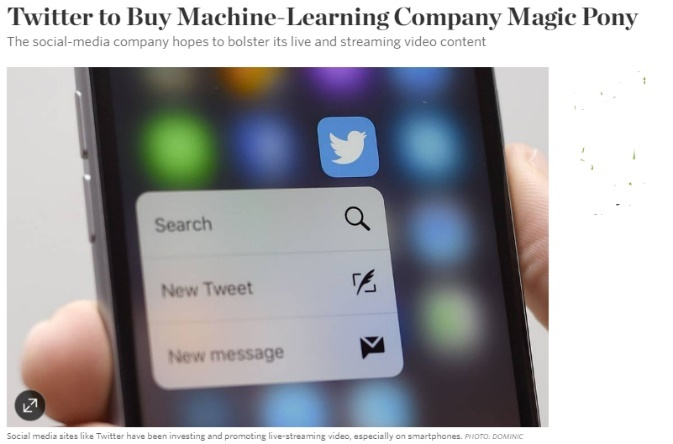 Twitter to Buy Machine-Learning Company Magic Pony
The social-media company hopes to bolster its live and streaming video content
Search
New Tweet
New message
Social media sites like Twitter have been investing and promoting live-streaming video, especially on smartphones. PHOTO: DOMINIC